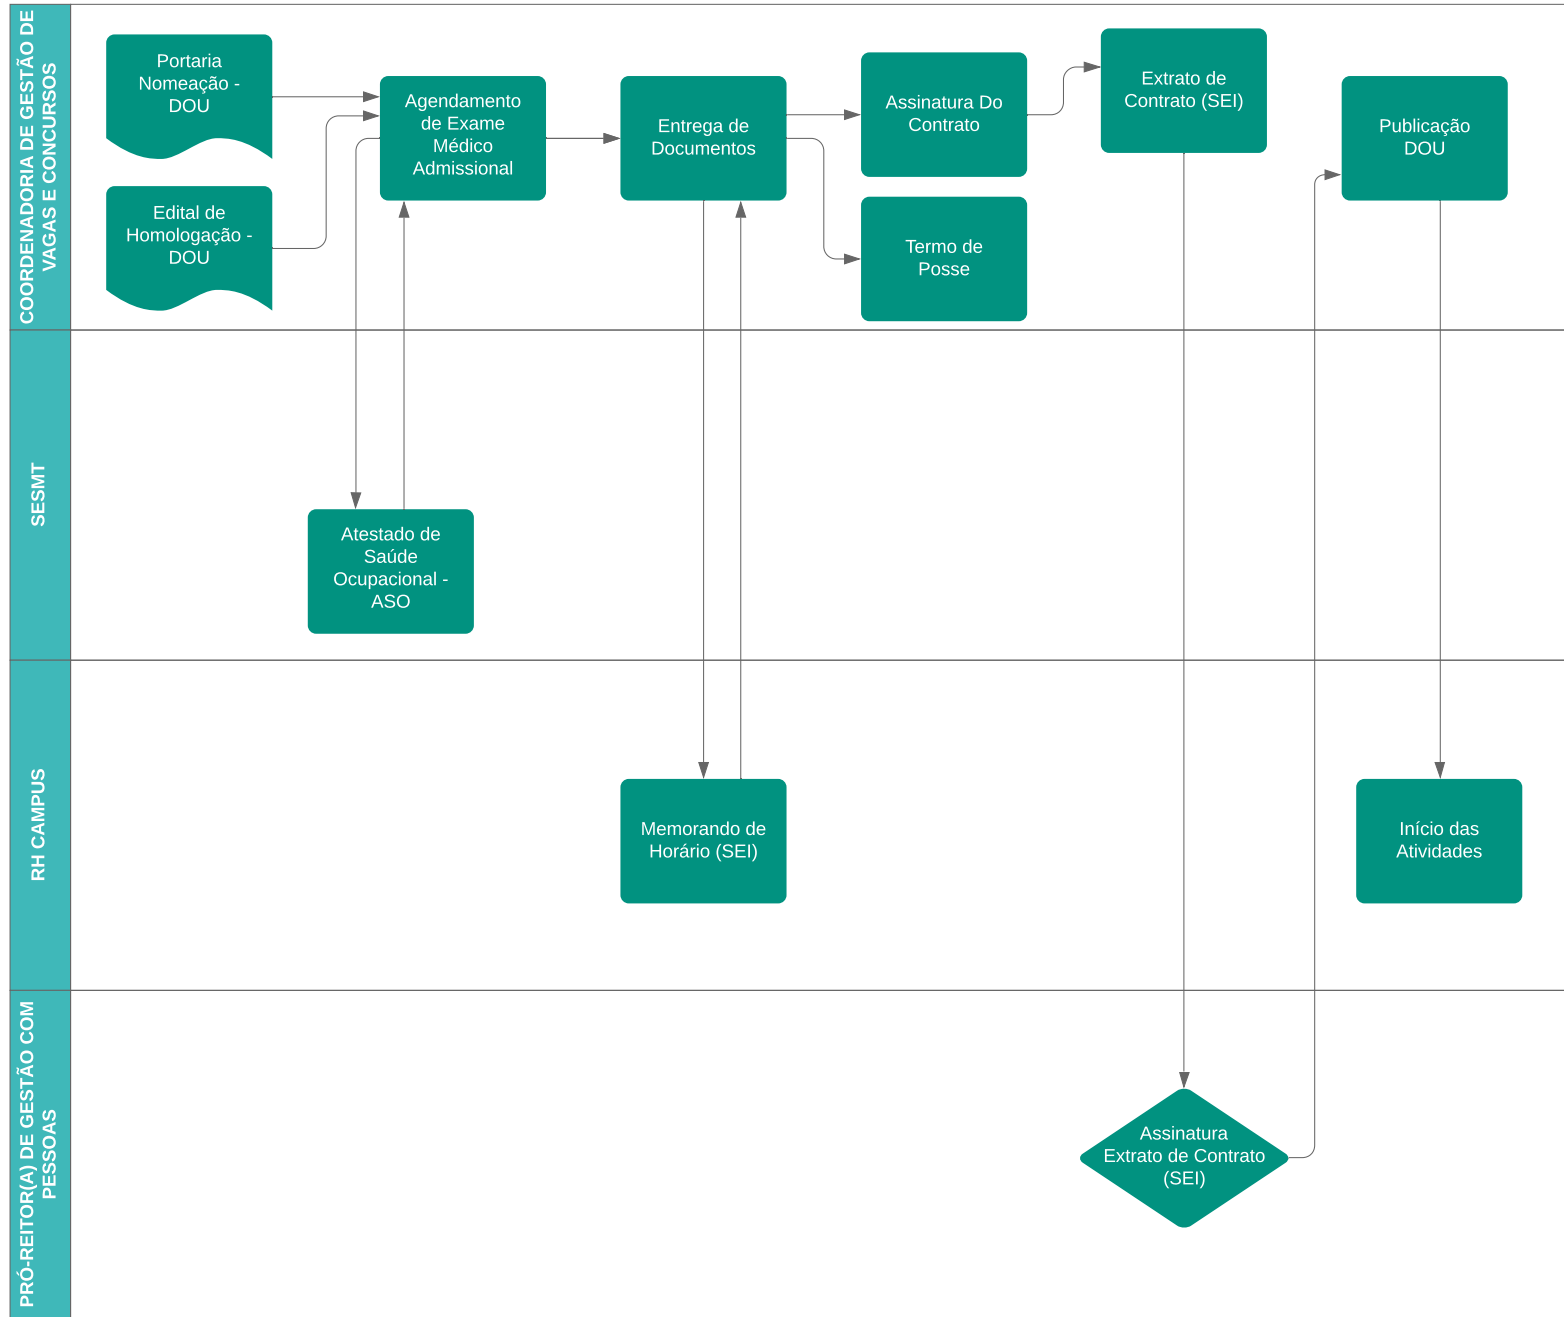 COORDENADORIA DE GESTÃO DE
VAGAS E CONCURSOS
Portaria
Nomeação -
DOU
Edital de
Homologação -
DOU
Agendamento
de Exame
Médico
Admissional
Entrega de
Documentos
Assinatura Do
Contrato
Termo de
Posse
Extrato de
Contrato (SEI)
Publicação
DOU
SESMT
Atestado de
Saúde
Ocupacional -
ASO
RH CAMPUS
Memorando de
Horário (SEI)
Início das
Atividades
PRÓ-REITOR(A) DE GESTÃO COM
PESSOAS
Assinatura
Extrato de Contrato
(SEI)